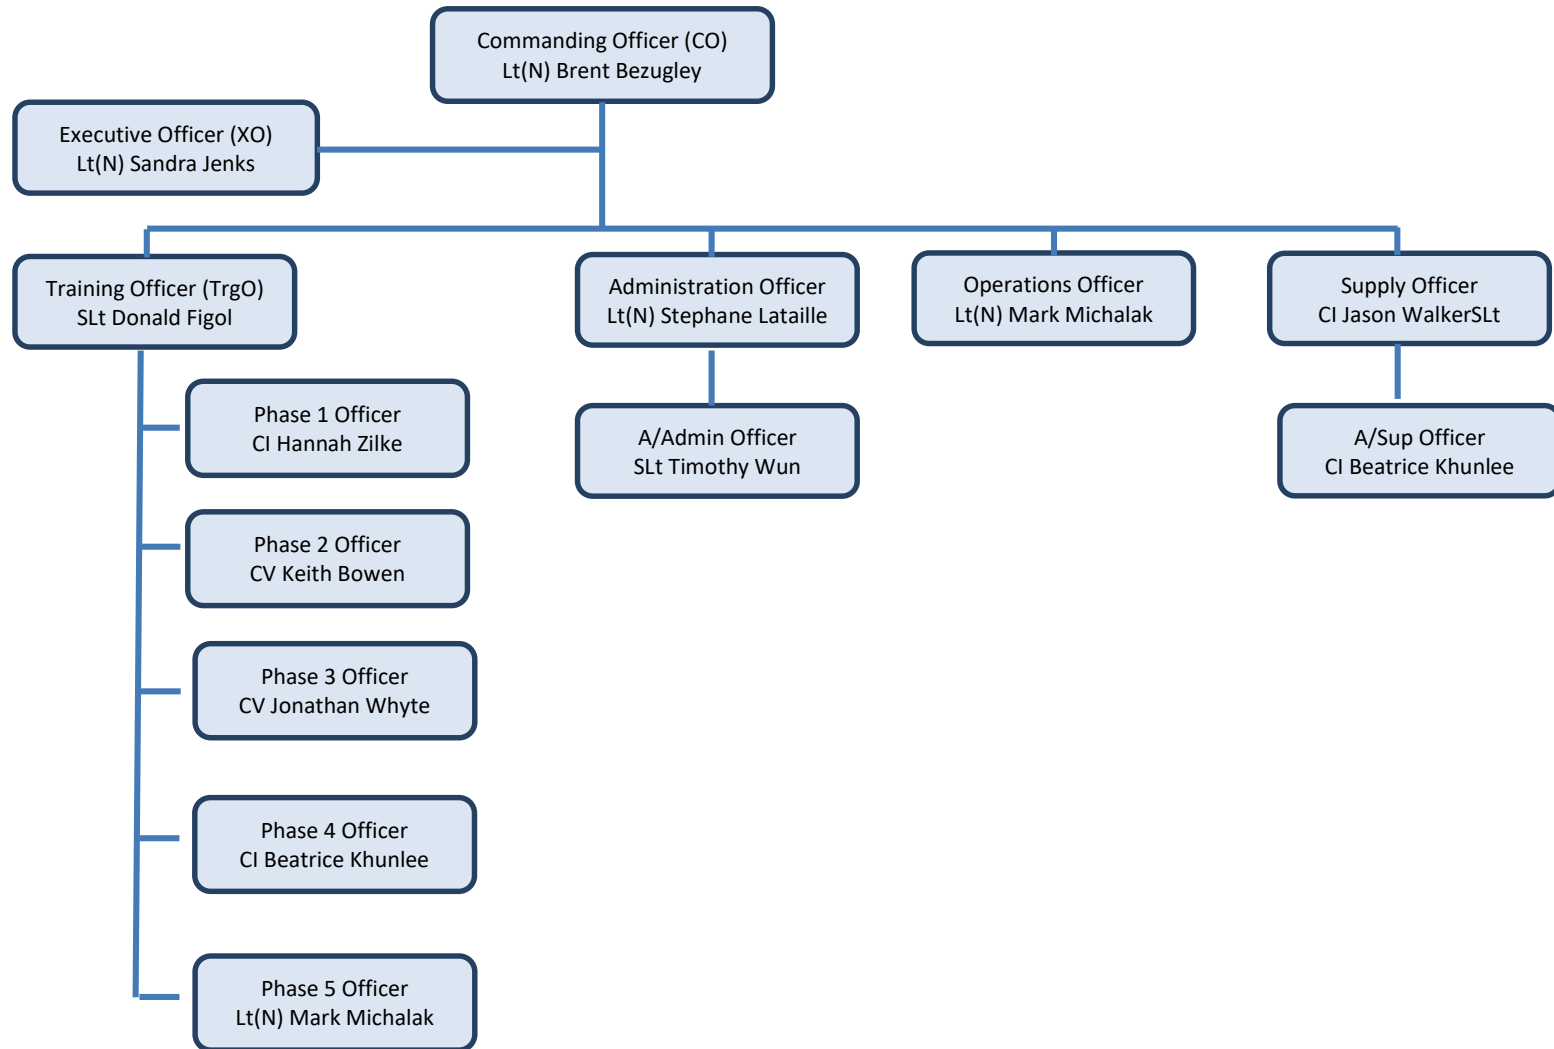 Commanding Officer (CO)
Lt(N) Brent Bezugley
Executive Officer (XO)
Lt(N) Sandra Jenks
Training Officer (TrgO)
SLt Donald Figol
Administration Officer
Lt(N) Stephane Lataille
Operations Officer
Lt(N) Mark Michalak
Supply Officer
CI Jason WalkerSLt
Phase 1 Officer
CI Hannah Zilke
A/Admin Officer
SLt Timothy Wun
A/Sup Officer
CI Beatrice Khunlee
Phase 2 Officer
CV Keith Bowen
Phase 3 Officer
CV Jonathan Whyte
Phase 4 Officer
CI Beatrice Khunlee
Phase 5 Officer
Lt(N) Mark Michalak